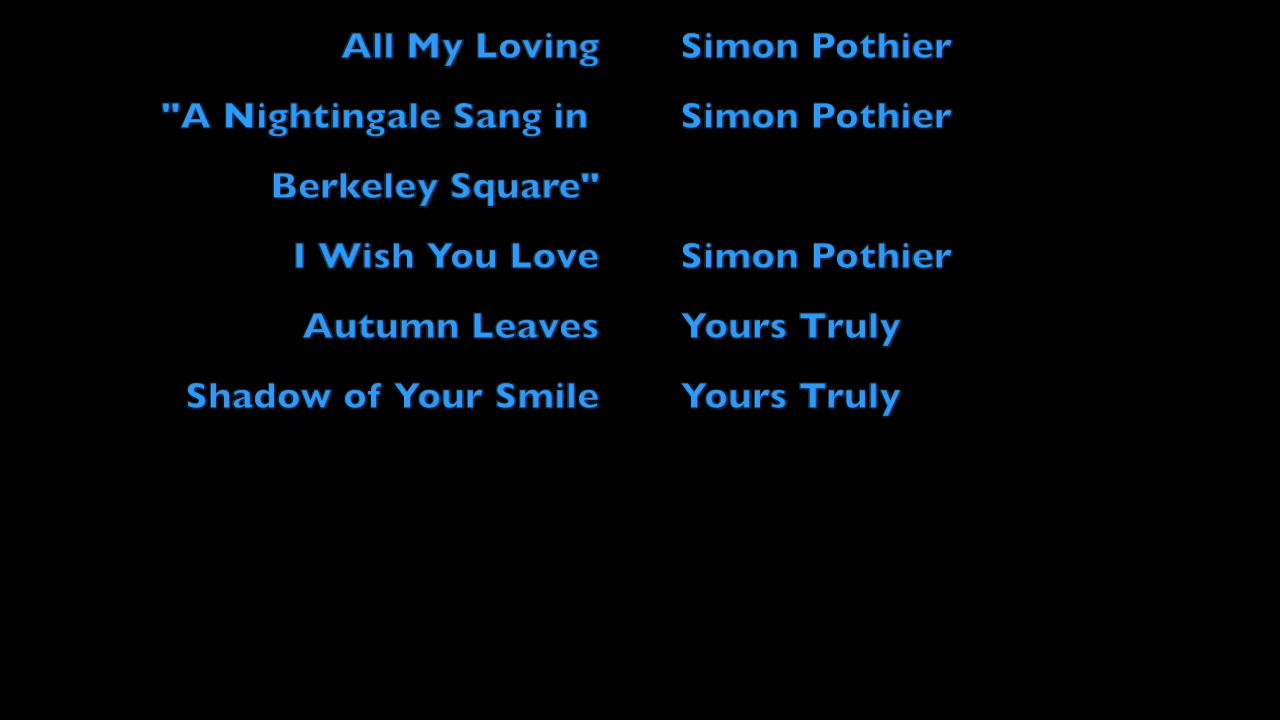 All My Loving Simon Pothier
"A Nightingale Sang in Simon Pothier
Berkeley Square"
I Wish You Love Simon Pothier
Autumn Leaves Yours Truly
Shadow of Your Smile Yours Truly